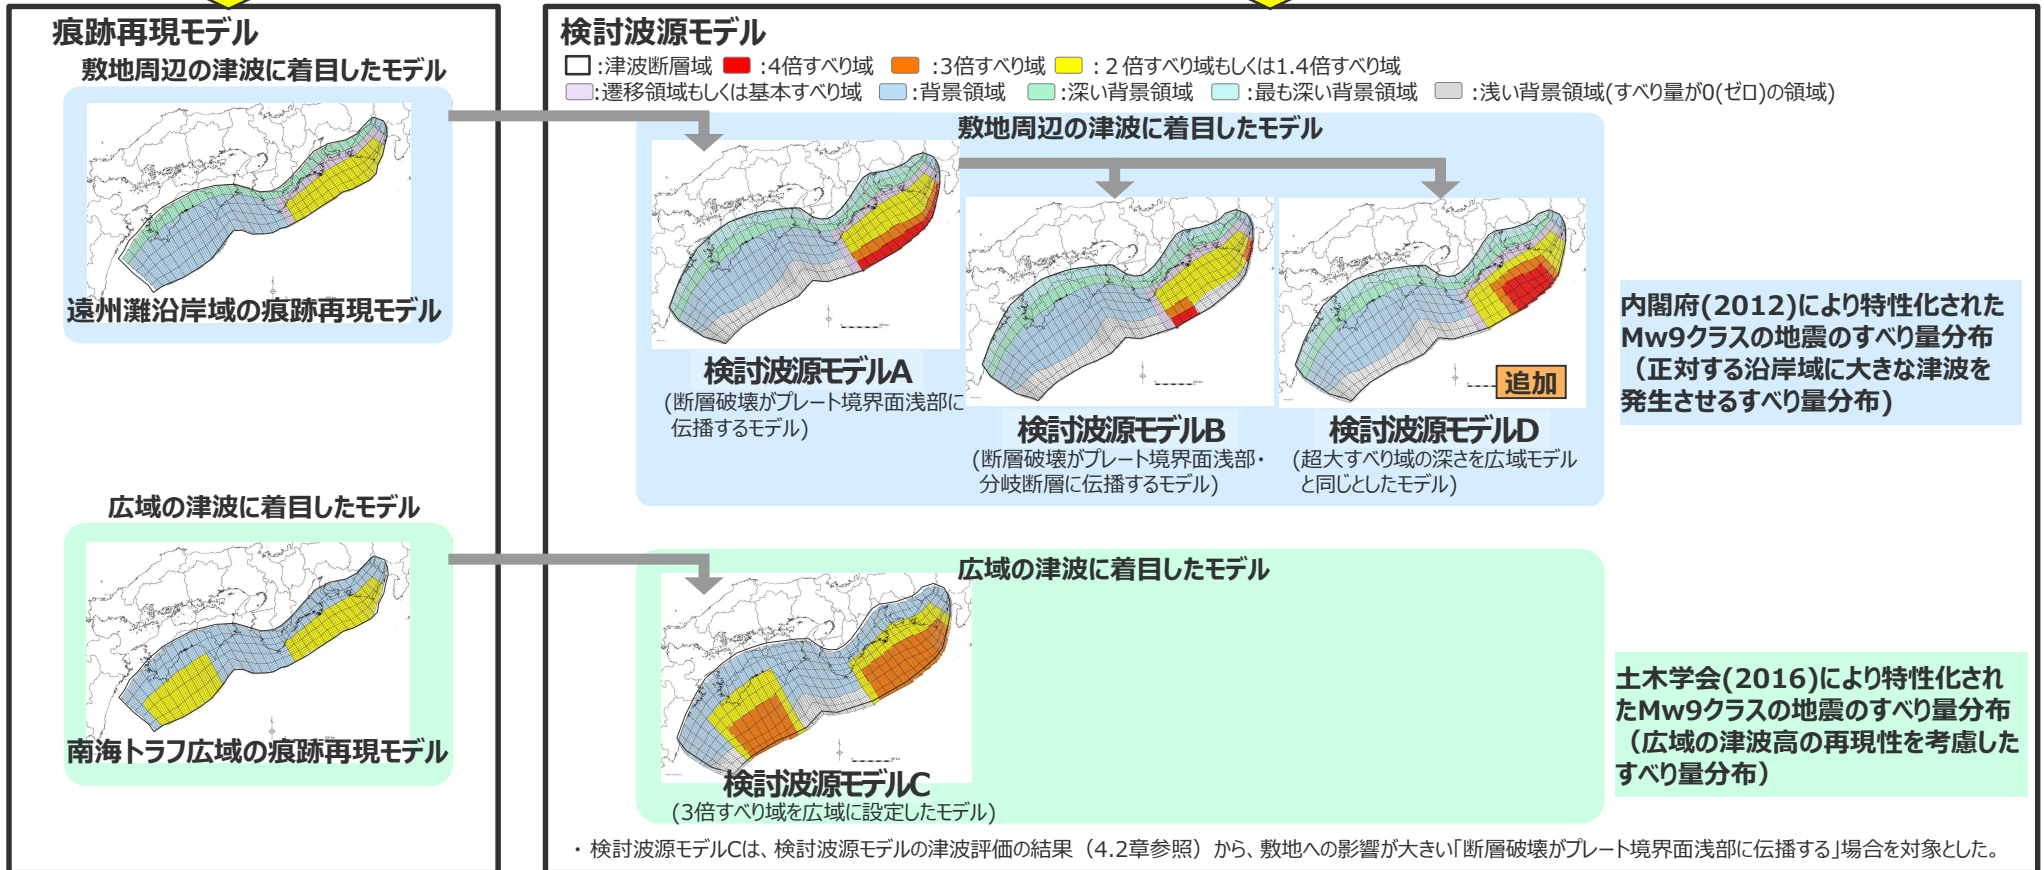 痕跡再現モデル
敷地周辺の津波に着目したモデル
遠州灘沿岸域の痕跡再現モデル
広域の津波に着目したモデル
南海トラフ広域の痕跡再現モデル
検討波源モデル
:津波断層域 :4倍すべり域 :3倍すべり域 :２倍すべり域もしくは1.4倍すべり域
:遷移領域もしくは基本すべり域 :背景領域 :深い背景領域 :最も深い背景領域 :浅い背景領域(すべり量が0(ゼロ)の領域)
敷地周辺の津波に着目したモデル
検討波源モデルA
(断層破壊がプレート境界面浅部に
伝播するモデル)
検討波源モデルB
(断層破壊がプレート境界面浅部・
分岐断層に伝播するモデル)
追加
検討波源モデルD
(超大すべり域の深さを広域モデル
と同じとしたモデル)
内閣府(2012)により特性化された
Mw9クラスの地震のすべり量分布
（正対する沿岸域に大きな津波を
発生させるすべり量分布)
広域の津波に着目したモデル
検討波源モデルC
(3倍すべり域を広域に設定したモデル)
土木学会(2016)により特性化され
たMw9クラスの地震のすべり量分布
（広域の津波高の再現性を考慮した
すべり量分布）
・検討波源モデルCは、検討波源モデルの津波評価の結果（4.2章参照）から、敷地への影響が大きい「断層破壊がプレート境界面浅部に伝播する」場合を対象とした。